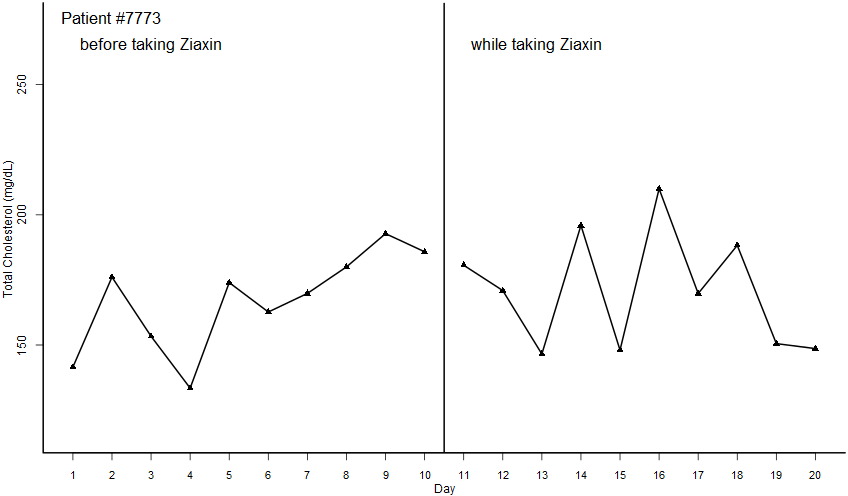 Patient #7773
before taking Ziaxin
while taking Ziaxin
Total Cholesterol (mg/dL)
250
200
150
1 2 3 4 5 6 7 8 9 10 11 12 13 14 15 16 17 18 19 20
Day